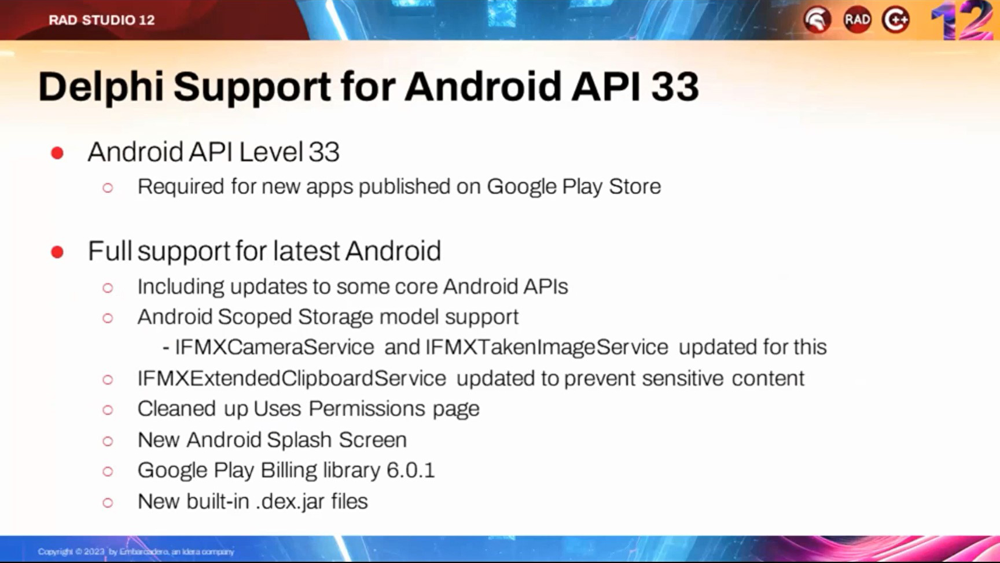 RAD STUDIO 12
RAD
C++
12
Delphi Support for Android API 33
Android API Level 33
Required for new apps published on Google Play Store
Full support for latest Android
Including updates to some core Android APIs
Android Scoped Storage model support
- IFMXCameraService and IFMXTakenImageService updated for this
IFMXExtendedClipboardService updated to prevent sensitive content
Cleaned up Uses Permissions page
New Android Splash Screen
Google Play Billing library 6.0.1
New built-in .dex.jar files
Copyright © 2023 by Embarcadero, an Idera company